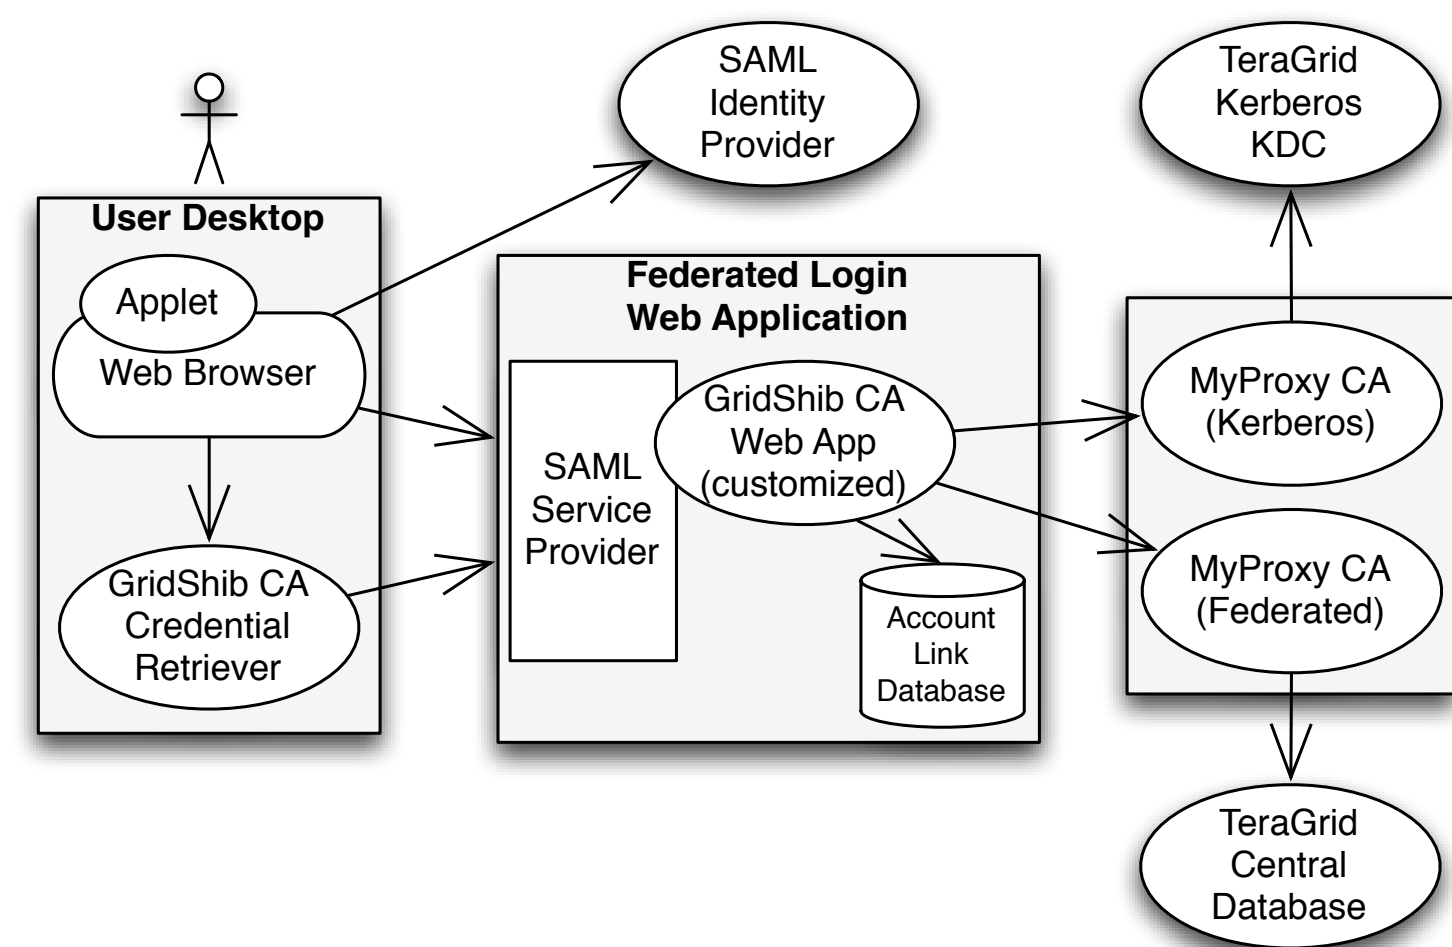 SAML
Identity
Provider
TeraGrid
Kerberos
KDC
User Desktop
Applet
Web Browser
GridShib CA
Credential
Retriever
Federated Login
Web Application
SAML
Service
Provider
GridShib CA
Web App
(customized)
Account
Link
Database
MyProxy CA
(Kerberos)
MyProxy CA
(Federated)
TeraGrid
Central
Database